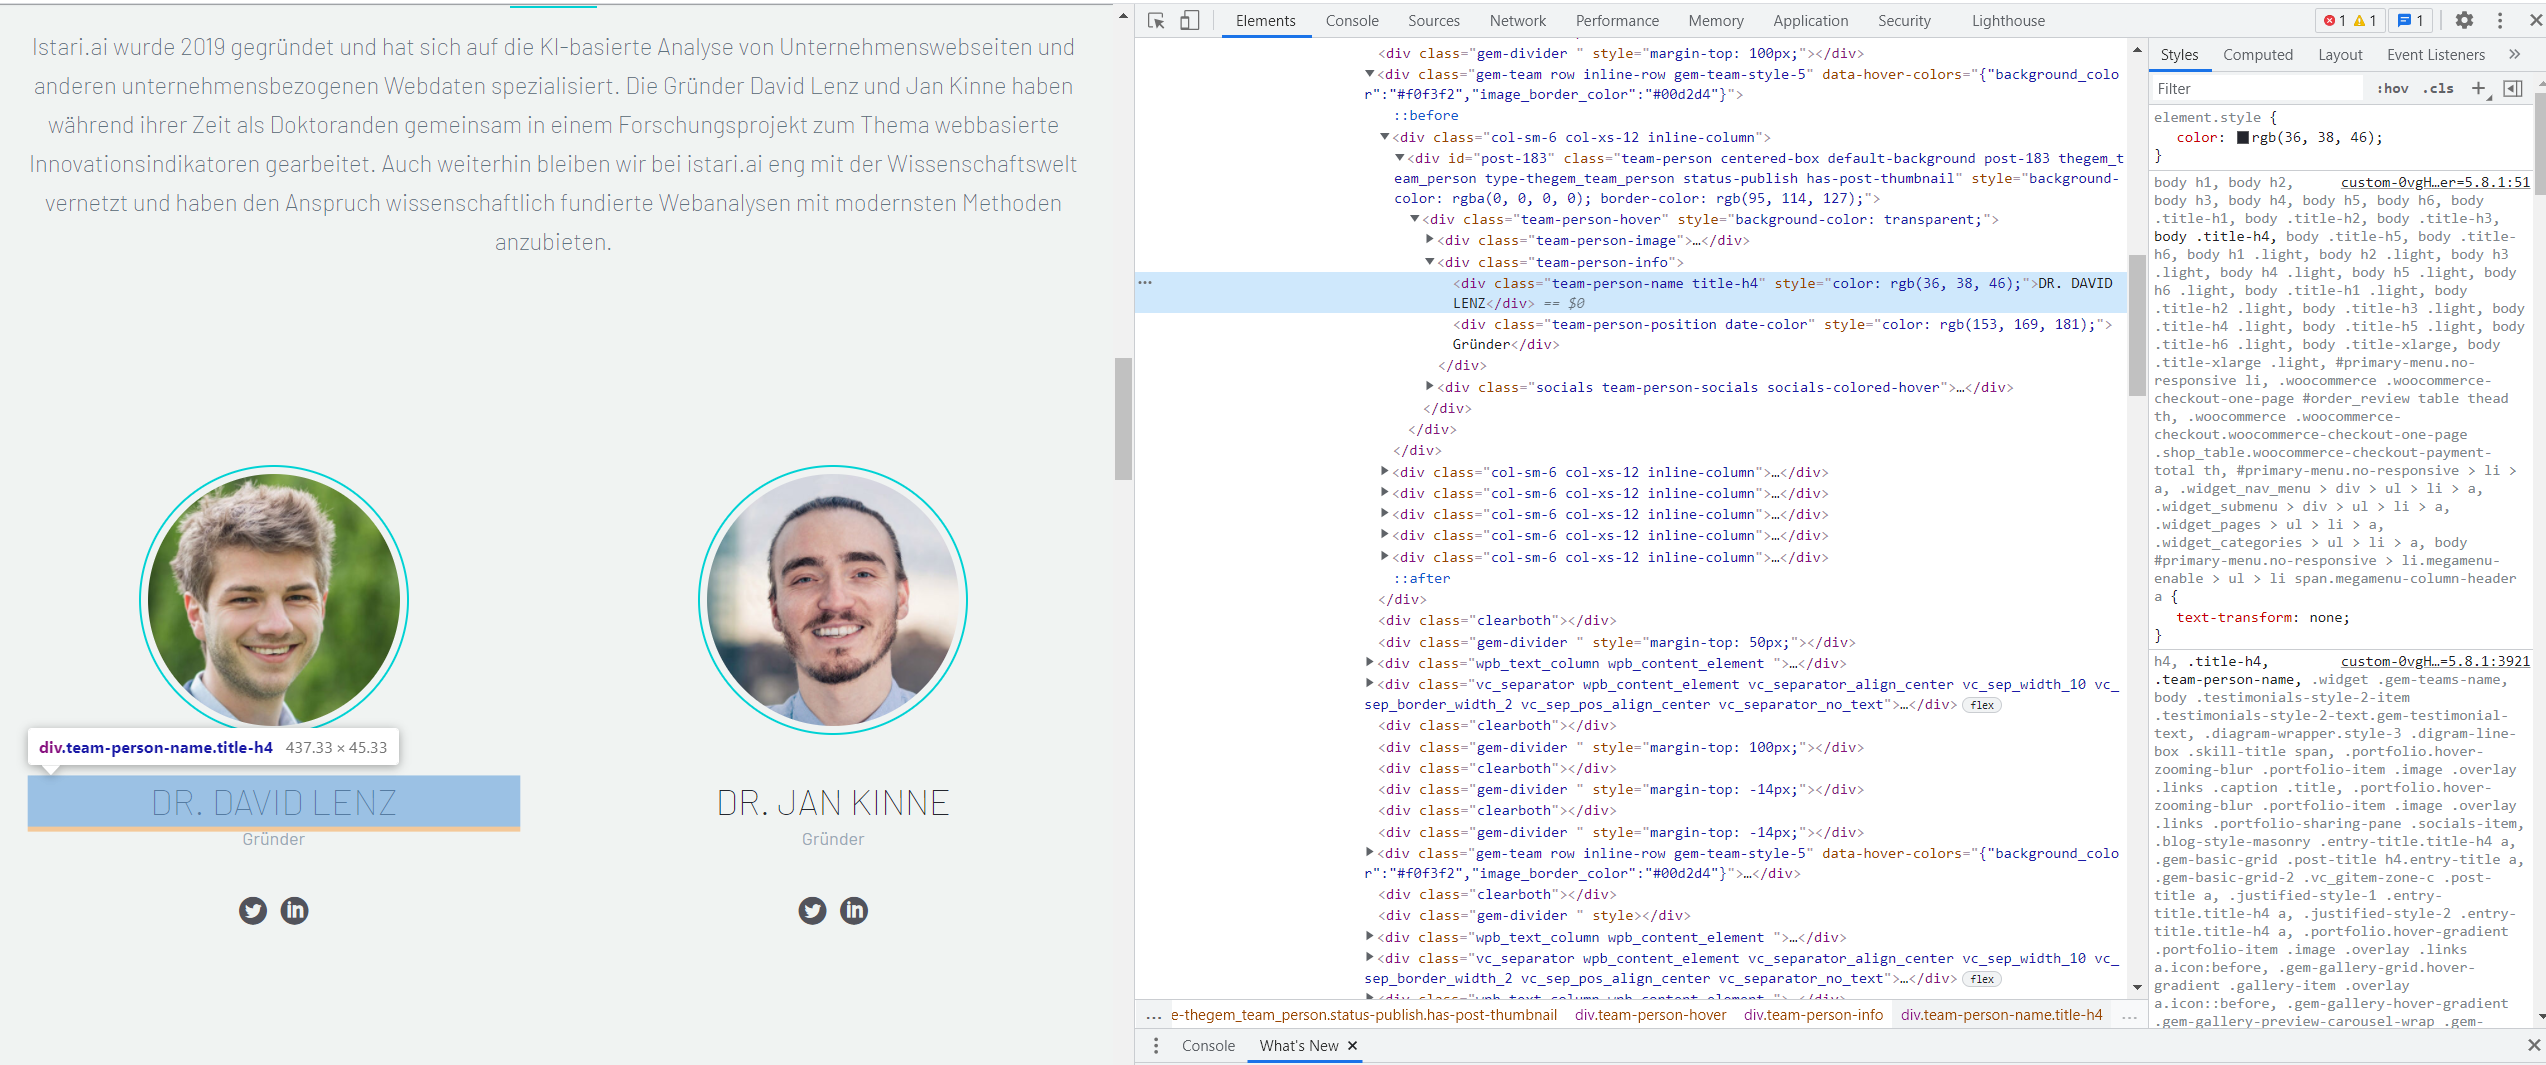 Istari.ai wurde 2019 gegründet und hat sich auf die KI-basierte Analyse von Unternehmenswebseiten und
anderen unternehmensbezogenen Webdaten spezialisiert. Die Gründer David Lenz und Jan Kinne haben
während ihrer Zeit als Doktoranden gemeinsam in einem Forschungsprojekt zum Thema webbasierte
Innovationsindikatoren gearbeitet. Auch weiterhin bleiben wir bei istari.ai eng mit der Wissenschaftswelt
vernetzt und haben den Anspruch wissenschaftlich fundierte Webanalysen mit modernsten Methoden
anzubieten.
div.team-person-name.title-h4 437.33 × 45.33
DR. DAVID LENZ
Gründer
DR. JAN KINNE
Gründer
Elements Console Sources Network Performance Memory Application Security Lighthouse
1 1 1
<div class="gem-divider " style="margin-top: 100px;"></div>
<div class="gem-team row inline-row gem-team-style-5" data-hover-colors="{"background_colo
r":"#f0f3f2","image_border_color":"#00d2d4"}">
::before
<div class="col-sm-6 col-xs-12 inline-column">
<div id="post-183" class="team-person centered-box default-background post-183 thegem_t
eam_person type-thegem_team_person status-publish has-post-thumbnail" style="background-
color: rgba(0, 0, 0, 0); border-color: rgb(95, 114, 127);">
<div class="team-person-hover" style="background-color: transparent;">
<div class="team-person-image">…</div>
<div class="team-person-info">
<div class="team-person-name title-h4" style="color: rgb(36, 38, 46);">DR. DAVID
LENZ</div> == $0
<div class="team-person-position date-color" style="color: rgb(153, 169, 181);">
Gründer</div>
</div>
<div class="socials team-person-socials socials-colored-hover">…</div>
</div>
</div>
</div>
<div class="col-sm-6 col-xs-12 inline-column">…</div>
<div class="col-sm-6 col-xs-12 inline-column">…</div>
<div class="col-sm-6 col-xs-12 inline-column">…</div>
<div class="col-sm-6 col-xs-12 inline-column">…</div>
<div class="col-sm-6 col-xs-12 inline-column">…</div>
::after
</div>
<div class="clearboth"></div>
<div class="gem-divider " style="margin-top: 50px;"></div>
<div class="wpb_text_column wpb_content_element ">…</div>
<div class="vc_separator wpb_content_element vc_separator_align_center vc_sep_width_10 vc_
sep_border_width_2 vc_sep_pos_align_center vc_separator_no_text">…</div> flex
<div class="clearboth"></div>
<div class="gem-divider " style="margin-top: 100px;"></div>
<div class="clearboth"></div>
<div class="gem-divider " style="margin-top: -14px;"></div>
<div class="clearboth"></div>
<div class="gem-divider " style="margin-top: -14px;"></div>
<div class="gem-team row inline-row gem-team-style-5" data-hover-colors="{"background_colo
r":"#f0f3f2","image_border_color":"#00d2d4"}">…</div>
<div class="clearboth"></div>
<div class="gem-divider " style></div>
<div class="wpb_text_column wpb_content_element ">…</div>
<div class="vc_separator wpb_content_element vc_separator_align_center vc_sep_width_10 vc_
sep_border_width_2 vc_sep_pos_align_center vc_separator_no_text">…</div> flex
<div class="wpb_text_column wpb_content_element ">…</div>
... e-thegem_team_person.status-publish.has-post-thumbnail div.team-person-hover div.team-person-info div.team-person-name.title-h4 ...
Console What's New
Styles Computed Layout Event Listeners
Filter :hov .cls
element.style {
color: rgb(36, 38, 46);
}
body h1, body h2, custom-0vgH…er=5.8.1:51
body h3, body h4, body h5, body h6, body
.title-h1, body .title-h2, body .title-h3,
body .title-h4, body .title-h5, body .title-
h6, body h1 .light, body h2 .light, body h3
.light, body h4 .light, body h5 .light, body
h6 .light, body .title-h1 .light, body
.title-h2 .light, body .title-h3 .light, body
.title-h4 .light, body .title-h5 .light, body
.title-h6 .light, body .title-xlarge, body
.title-xlarge .light, #primary-menu.no-
responsive li, .woocommerce .woocommerce-
checkout-one-page #order_review table thead
th, .woocommerce .woocommerce-
checkout.woocommerce-checkout-one-page
.shop_table.woocommerce-checkout-payment-
total th, #primary-menu.no-responsive > li >
a, .widget_nav_menu > div > ul > li > a,
.widget_submenu > div > ul > li > a,
.widget_pages > ul > li > a,
.widget_categories > ul > li > a, body
#primary-menu.no-responsive > li.megamenu-
enable > ul > li span.megamenu-column-header
a {
text-transform: none;
}
h4, .title-h4, custom-0vgH…=5.8.1:3921
.team-person-name, .widget .gem-teams-name,
body .testimonials-style-2-item
.testimonials-style-2-text.gem-testimonial-
text, .diagram-wrapper.style-3 .digram-line-
box .skill-title span, .portfolio.hover-
zooming-blur .portfolio-item .image .overlay
.links .caption .title, .portfolio.hover-
zooming-blur .portfolio-item .image .overlay
.links .portfolio-sharing-pane .socials-item,
.blog-style-masonry .entry-title.title-h4 a,
.gem-basic-grid .post-title h4.entry-title a,
.gem-basic-grid-2 .vc_gitem-zone-c .post-
title a, .justified-style-1 .entry-
title.title-h4 a, .justified-style-2 .entry-
title.title-h4 a, .portfolio.hover-gradient
.portfolio-item .image .overlay .links
a.icon:before, .gem-gallery-grid.hover-
gradient .gallery-item .overlay
a.icon::before, .gem-gallery-hover-gradient
.gem-gallery-preview-carousel-wrap .gem-